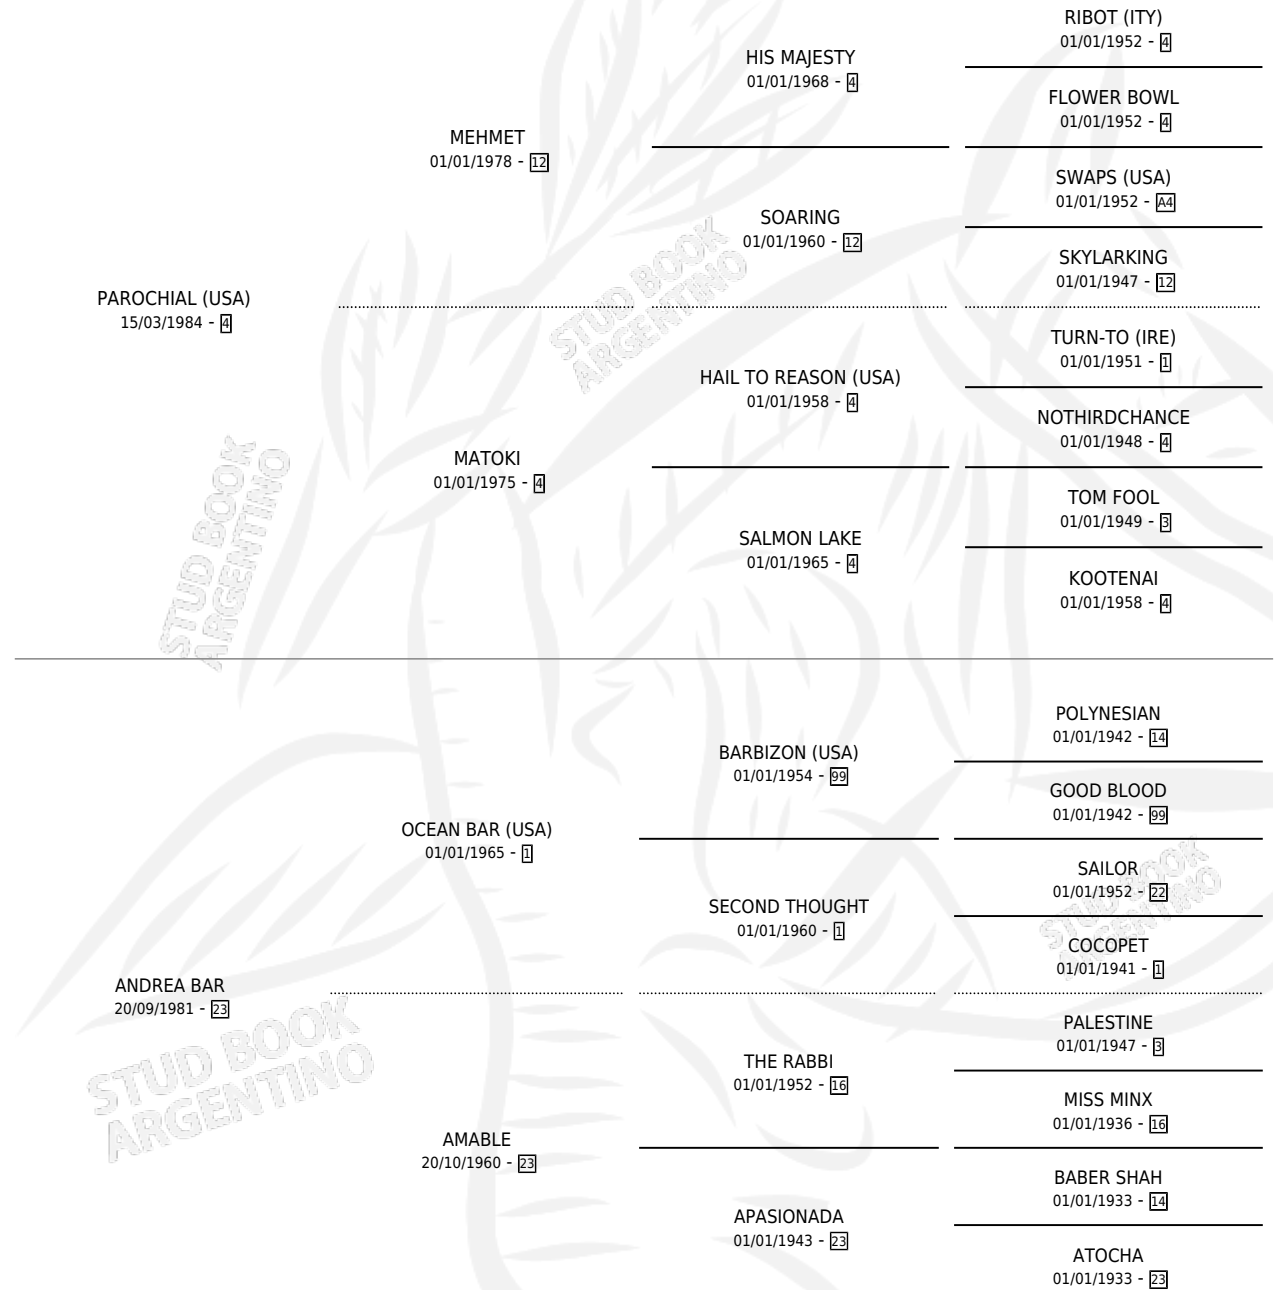 RIBOT (ITY)
01/01/1952 - 4
HIS MAJESTY
01/01/1968 - 4
FLOWER BOWL
01/01/1952 - 4
MEHMET
01/01/1978 - 12
SWAPS (USA)
01/01/1952 - A4
SOARING
01/01/1960 - 12
SKYLARKING
01/01/1947 - 12
PAROCHIAL (USA)
15/03/1984 - 4
STUD BOOK
ARGENTINO
TURN-TO (IRE)
01/01/1951 - 1
HAIL TO REASON (USA)
01/01/1958 - 4
NOTHIRDCHANCE
01/01/1948 - 4
MATOKI
01/01/1975 - 4
TOM FOOL
01/01/1949 - 3
SALMON LAKE
01/01/1965 - 4
KOOTENAI
01/01/1958 - 4
STUD BOOK
ARGENTINO
POLYNESIAN
01/01/1942 - 14
BARBIZON (USA)
01/01/1954 - 99
GOOD BLOOD
01/01/1942 - 99
OCEAN BAR (USA)
01/01/1965 - 1
SAILOR
01/01/1952 - 22
SECOND THOUGHT
01/01/1960 - 1
STUD BOOK
ARGENTINO
COCOPET
01/01/1941 - 1
ANDREA BAR
20/09/1981 - 23
STUD BOOK
ARGENTINO
PALESTINE
01/01/1947 - 3
THE RABBI
01/01/1952 - 16
MISS MINX
01/01/1936 - 16
AMABLE
20/10/1960 - 23
BABER SHAH
01/01/1933 - 14
APASIONADA
01/01/1943 - 23
ATOCHA
01/01/1933 - 23